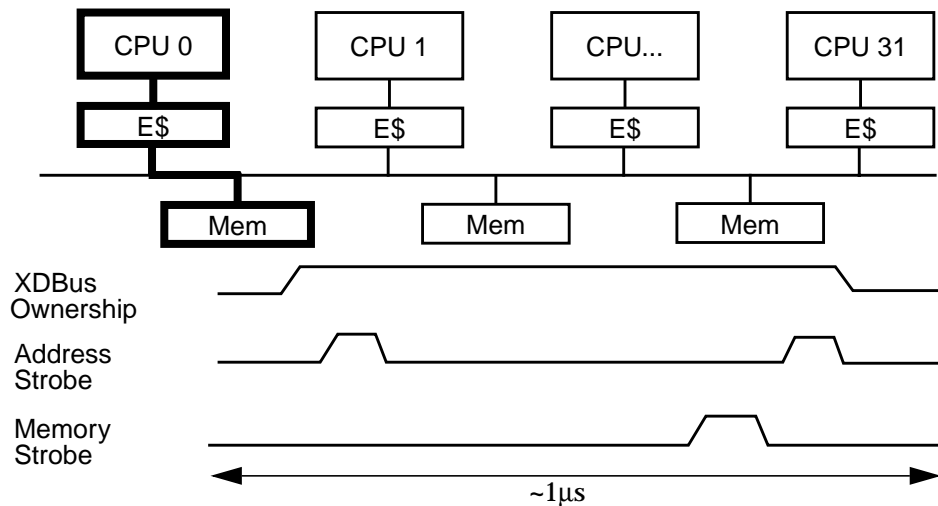 CPU 0 CPU 1 CPU... CPU 31
E$ E$ E$ E$
Mem Mem Mem
XDBus
Ownership
Address
Strobe
Memory
Strobe
~1µs